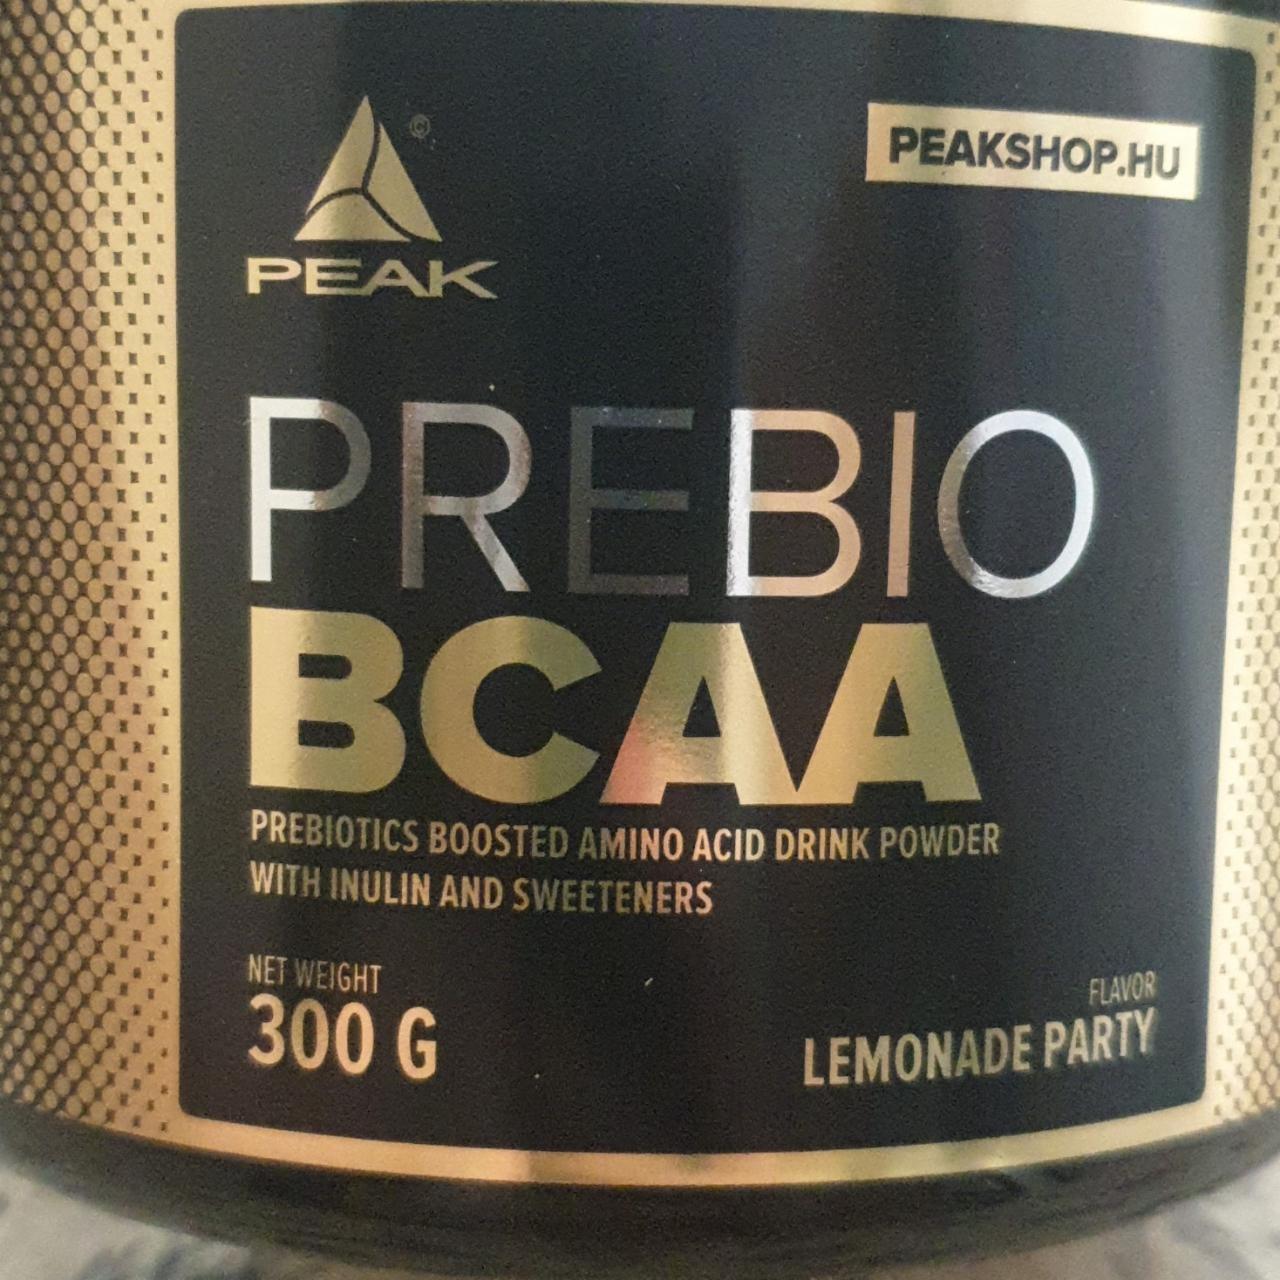 ©
PEAK
PEAKSHOP.HU
PREBIO
BCAA
PREBIOTICS BOOSTED AMINO ACID DRINK POWDER
WITH INULIN AND SWEETENERS
NET WEIGHT
300 G
FLAVOR
LEMONADE PARTY